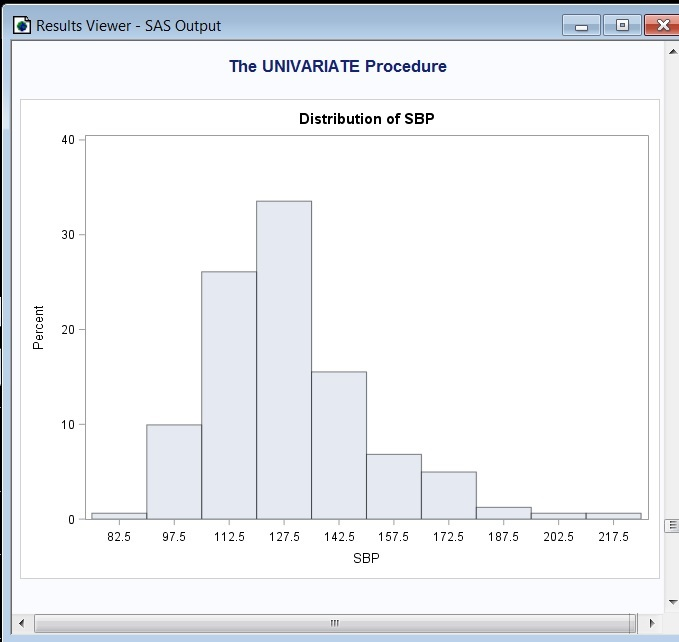 Results Viewer - SAS Output
The UNIVARIATE Procedure
Distribution of SBP
40
30
20
10
0
Percent
82.5 97.5 112.5 127.5 142.5 157.5 172.5 187.5 202.5 217.5
SBP